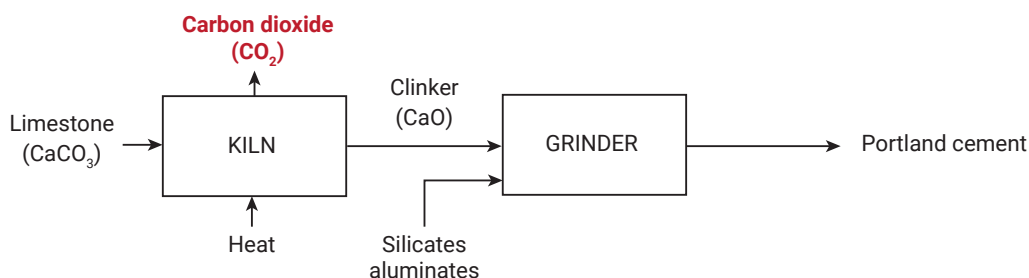 Carbon dioxide
(CO₂)
Limestone
(CaCO₃)
KILN
Heat
Clinker
(CaO)
Silicates
aluminates
GRINDER
Portland cement